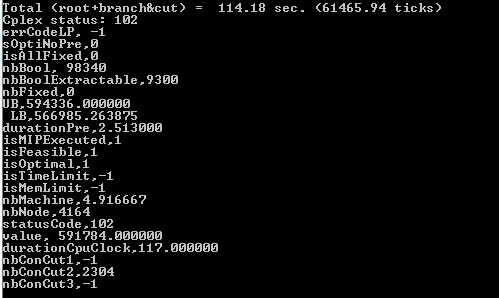 Total (root+branch&cut) =  114.18 sec. (61465.94 ticks)
Cplex status: 102
errCodeLP, -1
sOptiNoPre,0
isAllFixed,0
nbBool, 98340
nbBoolExtractable,9300
nbFixed,0
UB,594336.000000
 LB,566985.263875
durationPre,2.513000
isMIPExecuted,1
isFeasible,1
isOptimal,1
isTimeLimit,-1
isMemLimit,-1
nbMachine,4.916667
nbNode,4164
statusCode,102
value, 591784.000000
durationCpuClock,117.000000
nbConCut1,-1
nbConCut2,2304
nbConCut3,-1